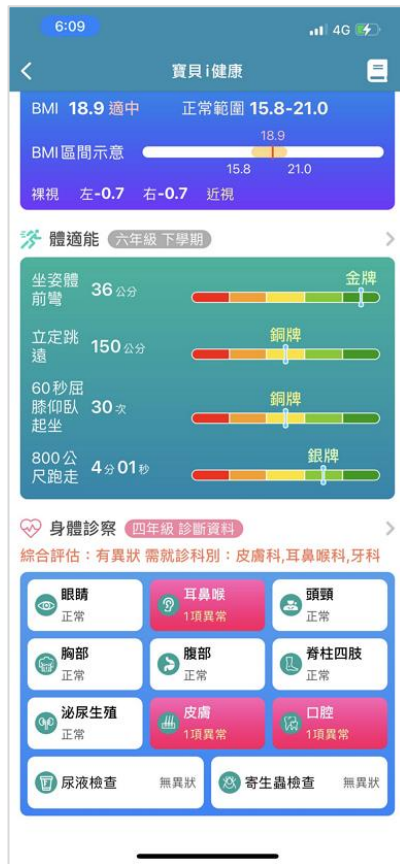 6:09 4G
寶貝i健康
BMI 18.9 適中 正常範圍 15.8-21.0
18.9
BMI區間示意
15.8 21.0
裸視 左-0.7 右-0.7 近視
體適能 六年級 下學期
坐姿體
前彎
36 公分
金牌
立定跳
遠
150 公分
銅牌
60秒屈
膝仰臥
起坐
30 次
銅牌
800公
尺跑走
4 分 01 秒
銀牌
身體診察 四年級 診斷資料
綜合評估:有異狀 需就診科別:皮膚科,耳鼻喉科,牙科
眼睛
正常
耳鼻喉
1項異常
頭頸
正常
胸部
正常
腹部
正常
脊柱四肢
正常
泌尿生殖
正常
皮膚
1項異常
口腔
1項異常
尿液檢查 無異狀
寄生蟲檢查 無異狀